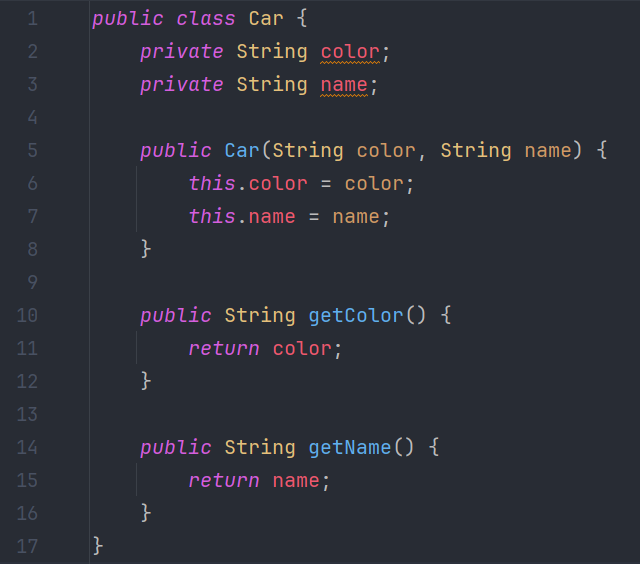 1 public class Car {
2     private String color;
3     private String name;
4
5     public Car(String color, String name) {
6         this.color = color;
7         this.name = name;
8     }
9
10     public String getColor() {
11         return color;
12     }
13
14     public String getName() {
15         return name;
16     }
17 }